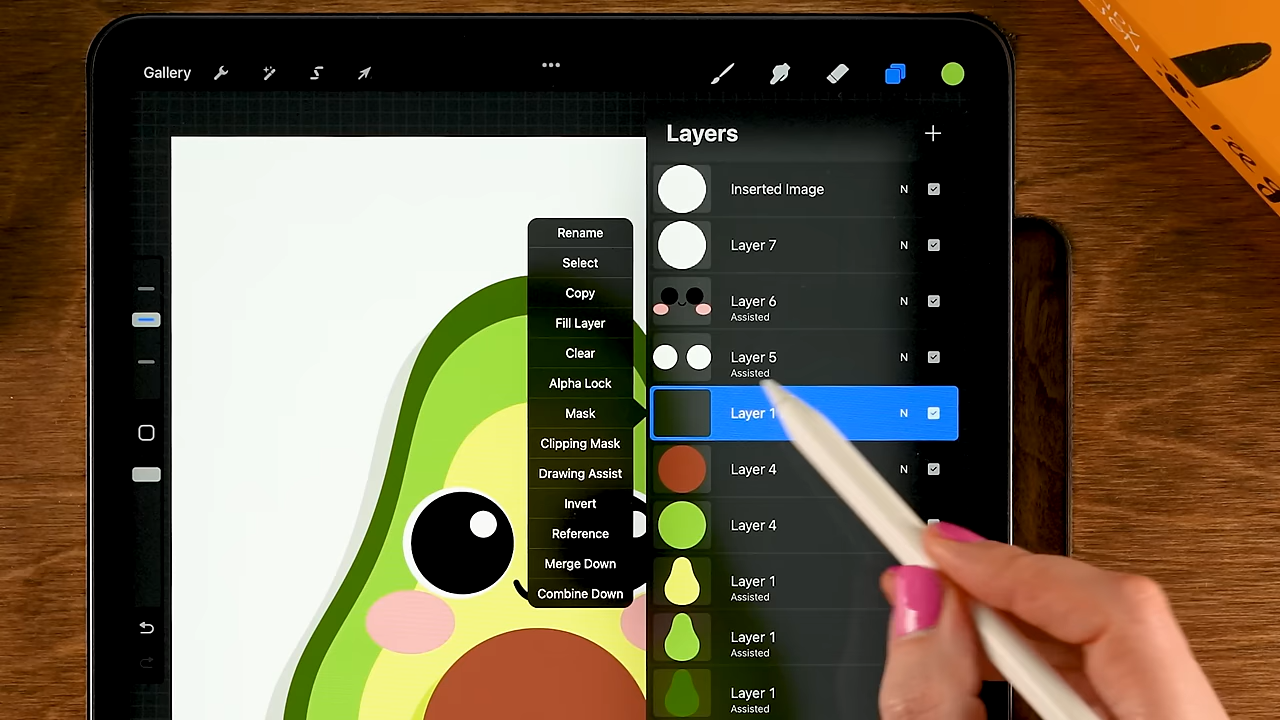 Gallery
Layers
Inserted Image N
Layer 7 N
Layer 6 N
Assisted
Layer 5 N
Assisted
Layer 1 N
Layer 4 N
Layer 4
Layer 1
Assisted
Layer 1
Assisted
Layer 1
Assisted
Rename
Select
Copy
Fill Layer
Clear
Alpha Lock
Mask
Clipping Mask
Drawing Assist
Invert
Reference
Merge Down
Combine Down